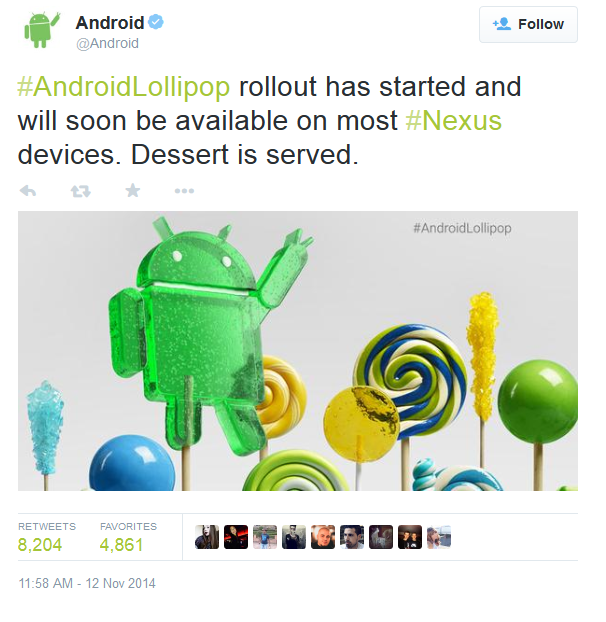 Android
@Android
Follow
#AndroidLollipop rollout has started and
will soon be available on most #Nexus
devices. Dessert is served.
#AndroidLollipop
RETWEETS FAVORITES
8,204 4,861
11:58 AM - 12 Nov 2014